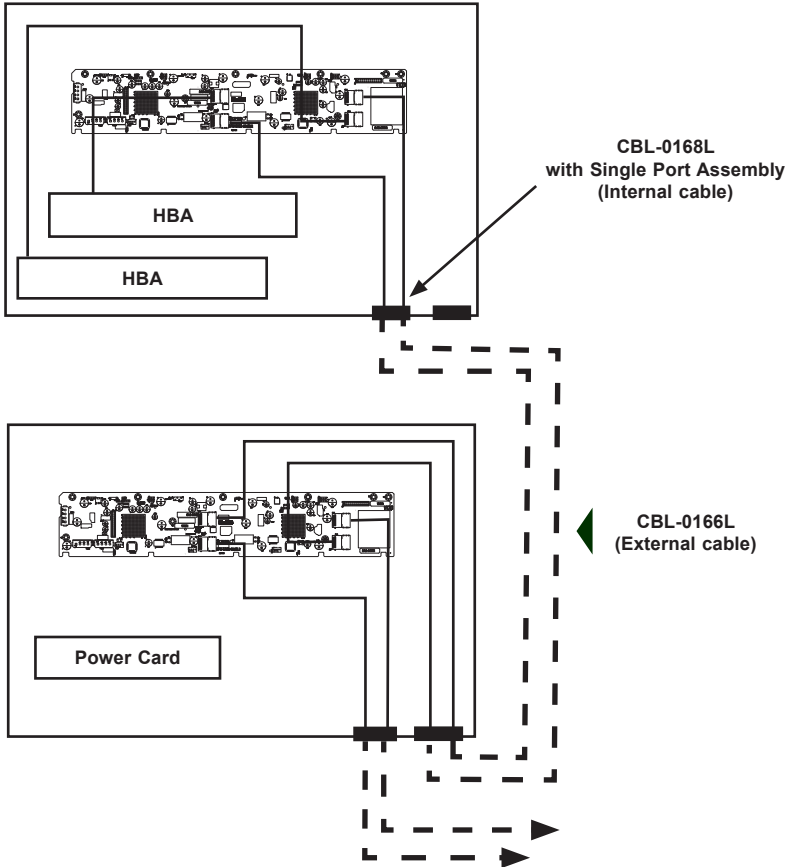 CBL-0168L
with Single Port Assembly
(Internal cable)
HBA
HBA
CBL-0166L
(External cable)
Power Card